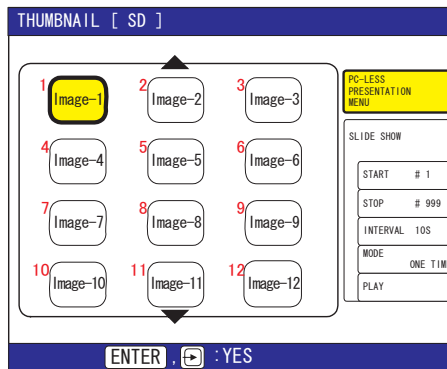 THUMBNAIL [ SD ]
1 Image-1
2 Image-2
3 Image-3
4 Image-4
5 Image-5
6 Image-6
7 Image-7
8 Image-8
9 Image-9
10 Image-10
11 Image-11
12 Image-12
PC-LESS
PRESENTATION
MENU
SLIDE SHOW
START # 1
STOP # 999
INTERVAL 10S
MODE
ONE TIM
PLAY
ENTER , :YES